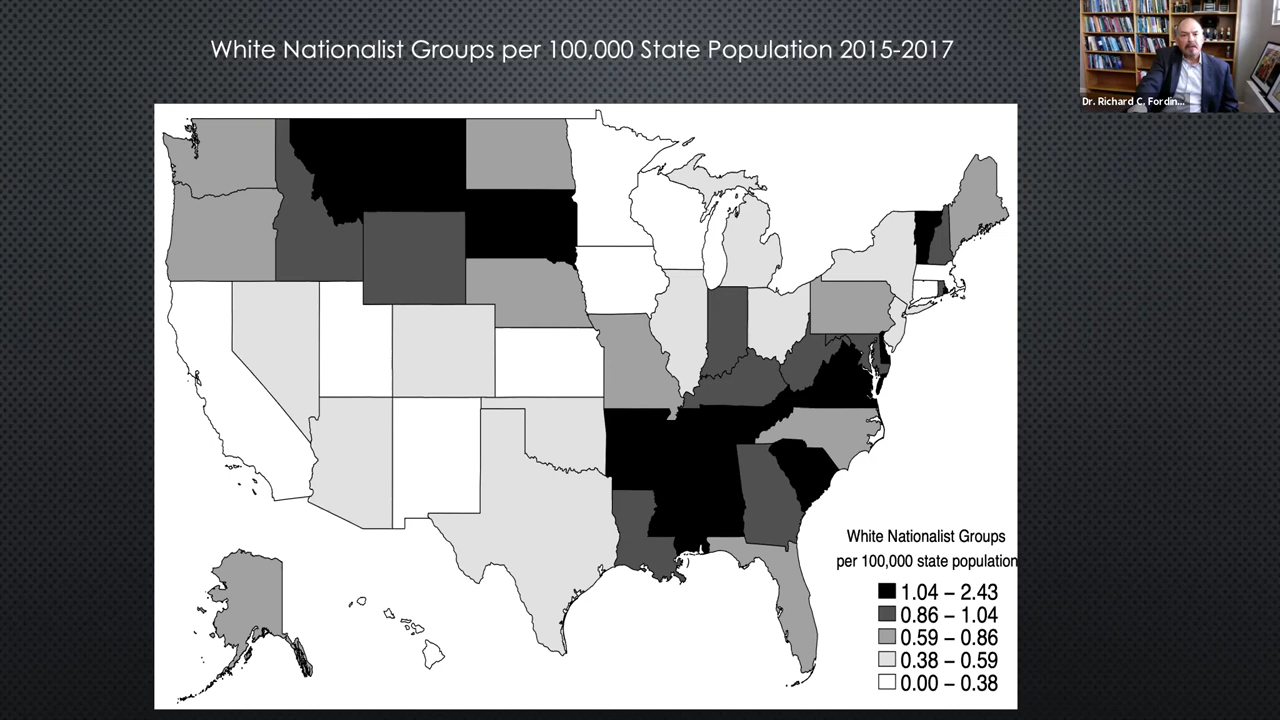 White Nationalist Groups per 100,000 State Population 2015-2017
Dr. Richard C. Fordin...
White Nationalist Groups
per 100,000 state population
1.04 – 2.43
0.86 – 1.04
0.59 – 0.86
0.38 – 0.59
0.00 – 0.38